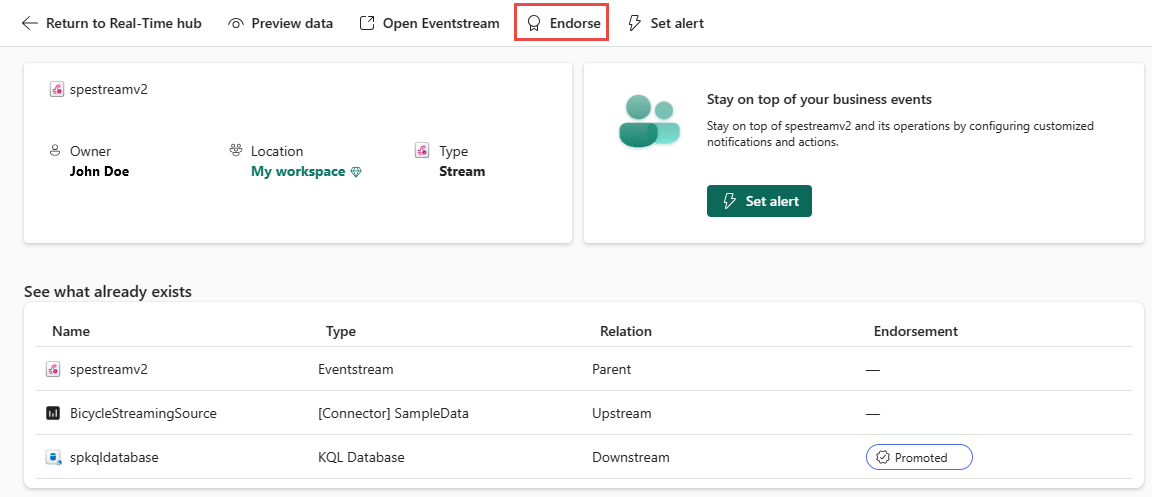 Return to Real-Time hub Preview data Open Eventstream Endorse Set alert
spestreamv2
Owner Location Type
John Doe My workspace Stream
Stay on top of your business events
Stay on top of spestreamv2 and its operations by configuring customized
notifications and actions.
Set alert
See what already exists
Name Type Relation Endorsement
spestreamv2 Eventstream Parent —
BicycleStreamingSource [Connector] SampleData Upstream —
spkqldatabase KQL Database Downstream Promoted